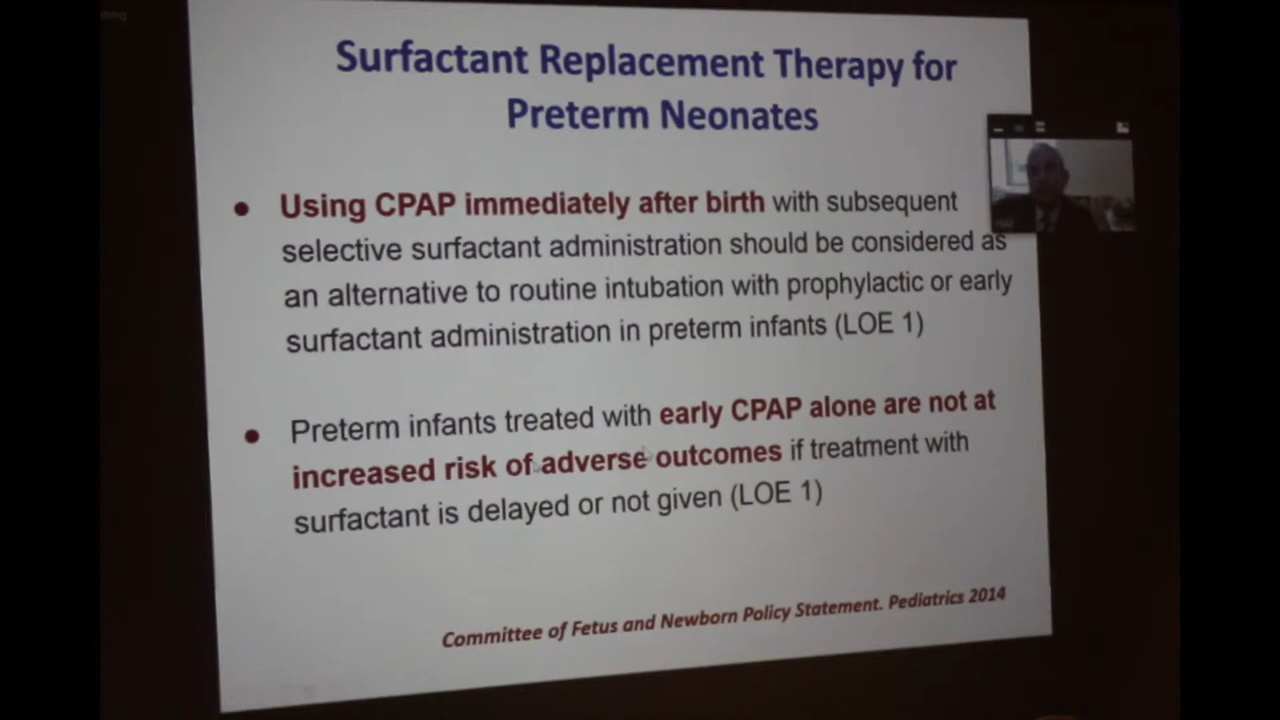 Surfactant Replacement Therapy for
Preterm Neonates
• Using CPAP immediately after birth with subsequent
selective surfactant administration should be considered as
an alternative to routine intubation with prophylactic or early
surfactant administration in preterm infants (LOE 1)
• Preterm infants treated with early CPAP alone are not at
increased risk of adverse outcomes if treatment with
surfactant is delayed or not given (LOE 1)
Committee of Fetus and Newborn Policy Statement. Pediatrics 2014